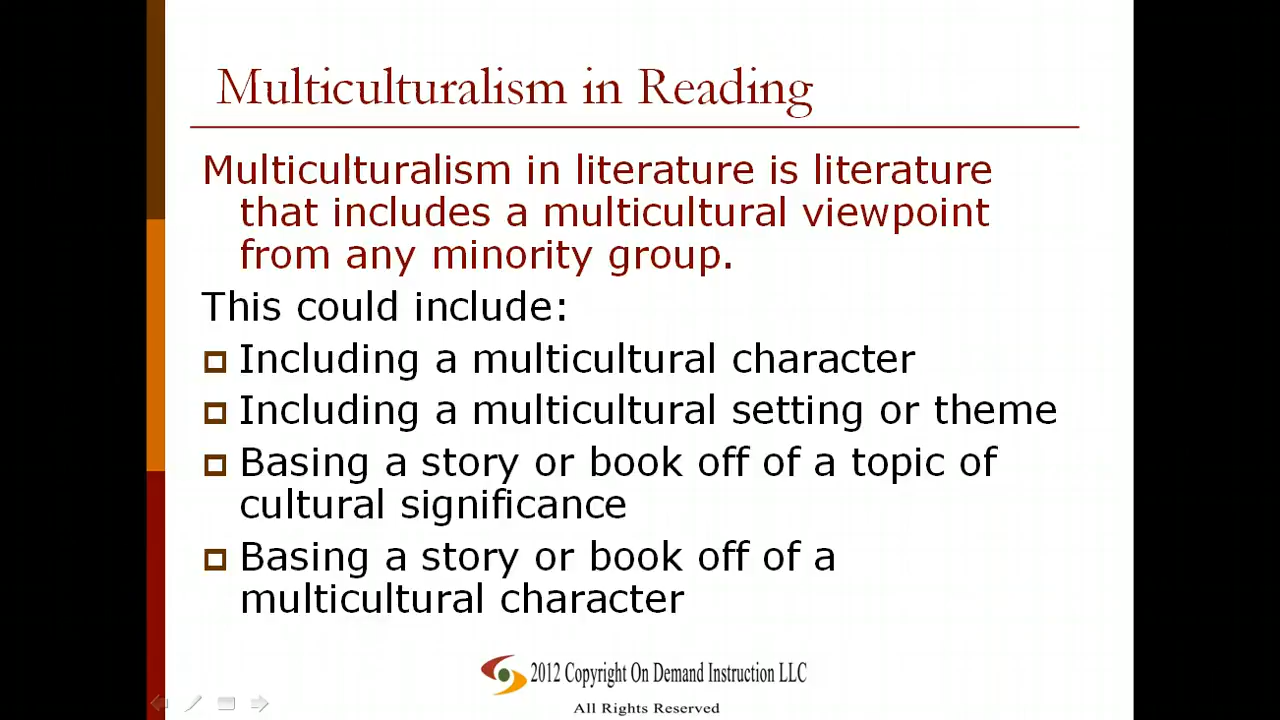 Multiculturalism in Reading
Multiculturalism in literature is literature
that includes a multicultural viewpoint
from any minority group.
This could include:
Including a multicultural character
Including a multicultural setting or theme
Basing a story or book off of a topic of
cultural significance
Basing a story or book off of a
multicultural character
2012 Copyright On Demand Instruction LLC
All Rights Reserved